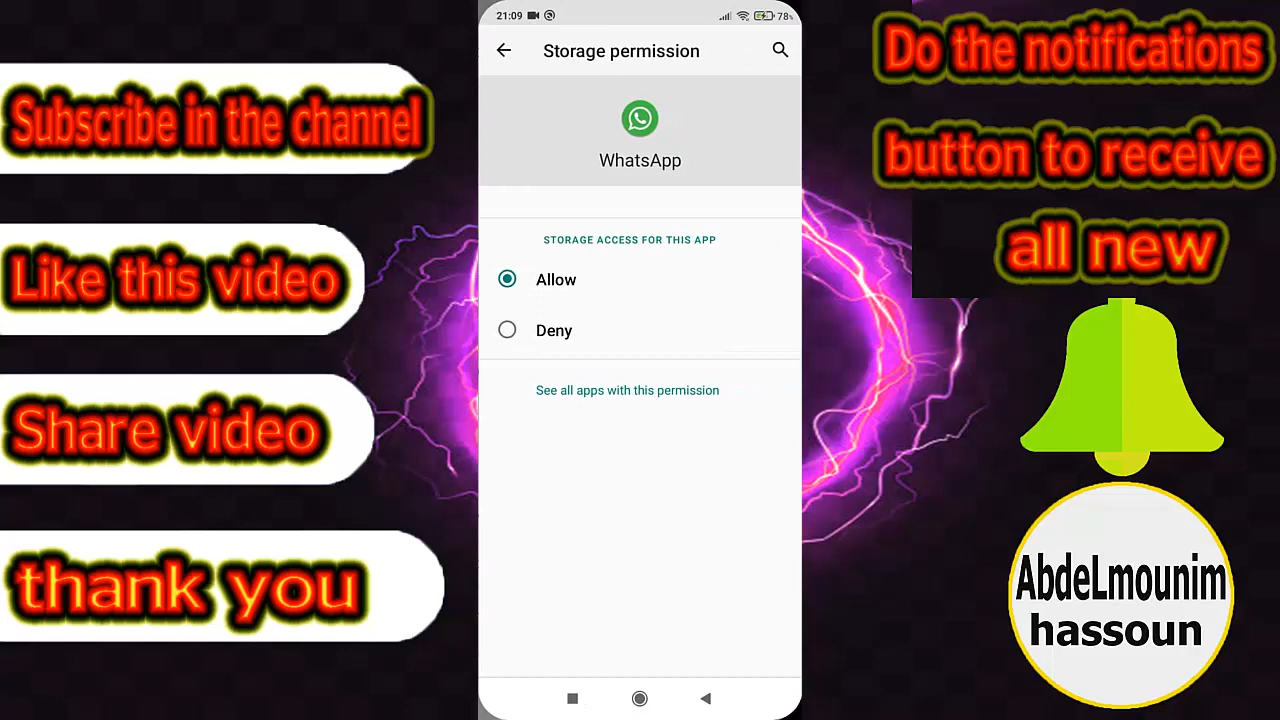 Subscribe in the channel
Like this video
Share video
thank you
21:09
78%
Storage permission
WhatsApp
STORAGE ACCESS FOR THIS APP
Allow
Deny
See all apps with this permission
Do the notifications
button to receive
all new
AbdeLmounim
hassoun